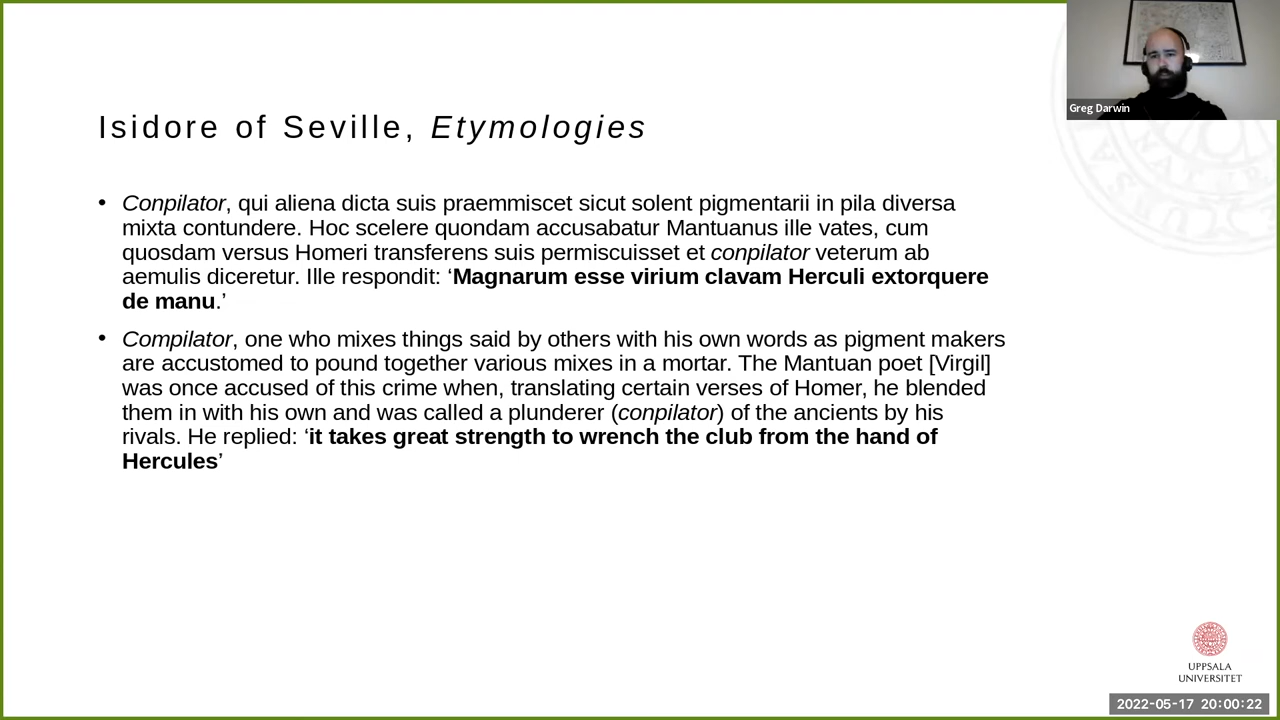 Greg Darwin
Isidore of Seville, Etymologies
• Conpilator, qui aliena dicta suis praemmiscet sicut solent pigmentarii in pila diversa
mixta contundere. Hoc scelere quondam accusabatur Mantuanus ille vates, cum
quosdam versus Homeri transferens suis permiscuisset et conpilator veterum ab
aemulis diceretur. Ille respondit: ‘Magnarum esse virium clavam Herculi extorquere
de manu.’
• Compilator, one who mixes things said by others with his own words as pigment makers
are accustomed to pound together various mixes in a mortar. The Mantuan poet [Virgil]
was once accused of this crime when, translating certain verses of Homer, he blended
them in with his own and was called a plunderer (conpilator) of the ancients by his
rivals. He replied: ‘it takes great strength to wrench the club from the hand of
Hercules’
UPPSALA
UNIVERSITET
2022-05-17 20:00:22